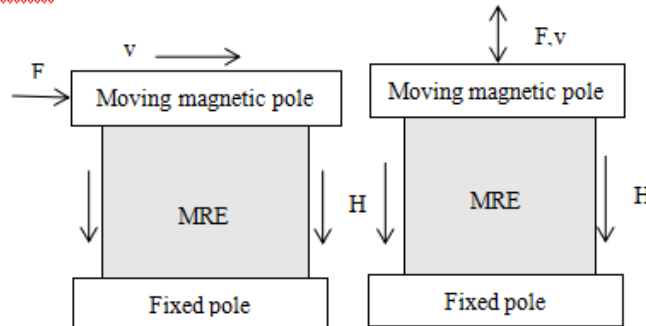 v
F
Moving magnetic pole
MRE
H
Fixed pole
F,v
Moving magnetic pole
MRE
H
Fixed pole